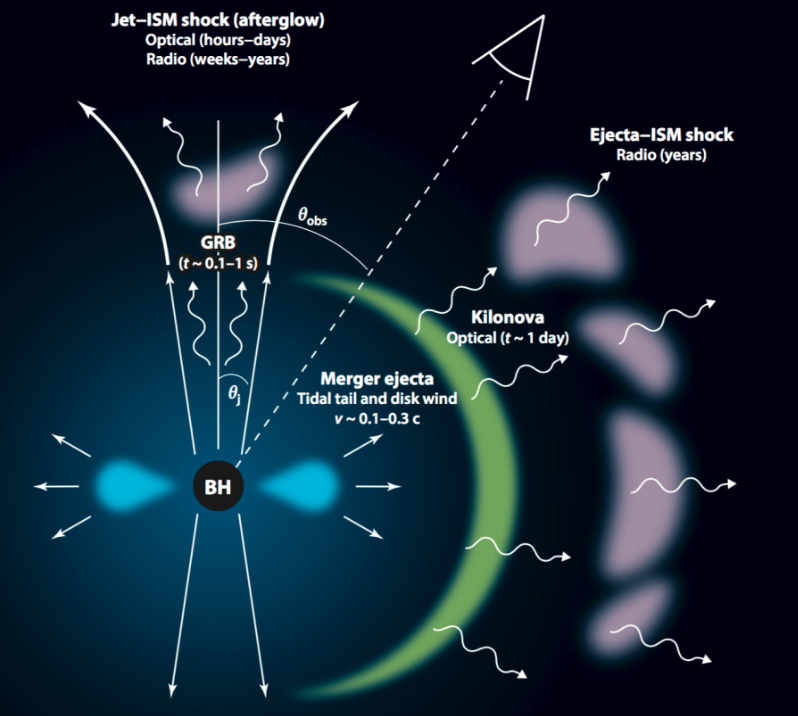 Jet–ISM shock (afterglow)
Optical (hours–days)
Radio (weeks–years)
Ejecta–ISM shock
Radio (years)
θobs
GRB
(t ~ 0.1–1 s)
Kilonova
Optical (t ~ 1 day)
Merger ejecta
Tidal tail and disk wind
v ~ 0.1–0.3 c
θj
BH